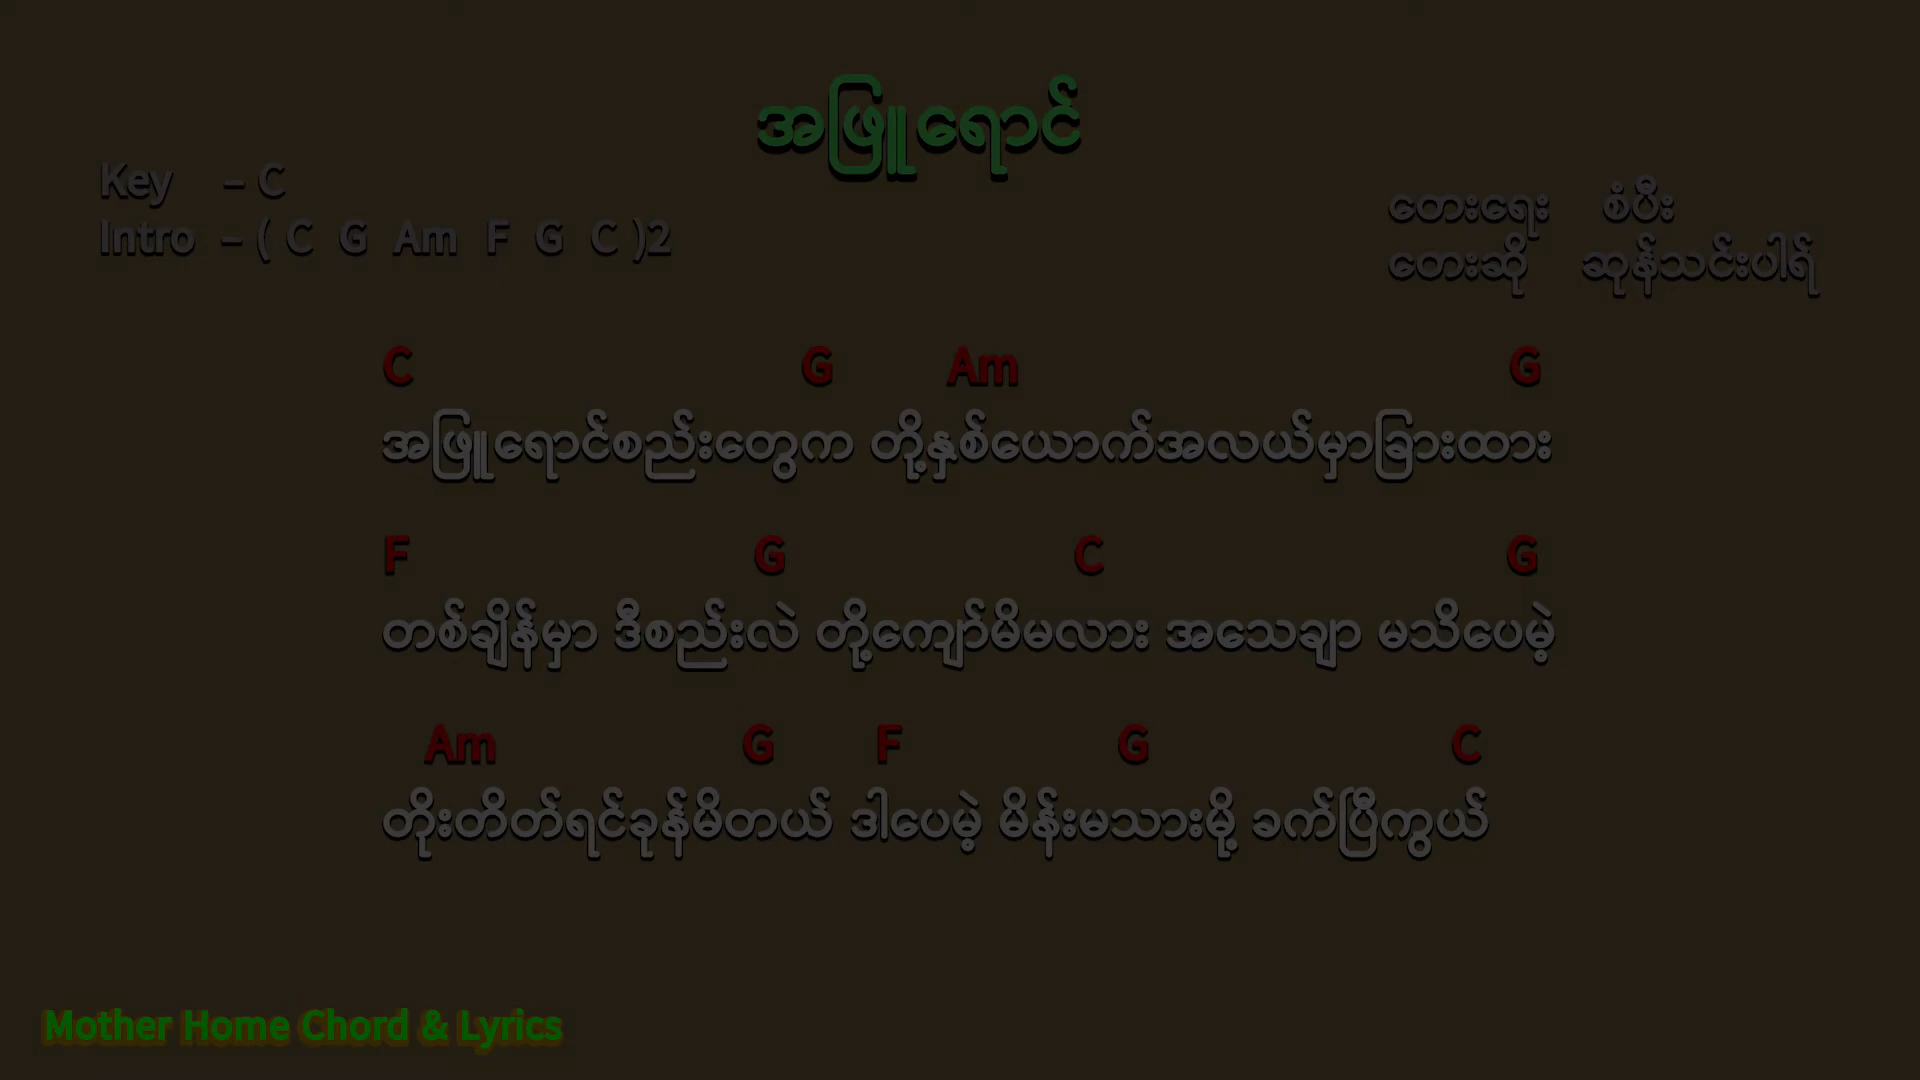 အဖြူရောင်
Key – C
Intro – ( C G Am F G C )2
တေးရေး စံပီး
တေးဆို ဆုန်သင်းပါရ်
C G Am G
အဖြူရောင်စည်းတွေက တို့နှစ်ယောက်အလယ်မှာခြားထား
F G C G
တစ်ချိန်မှာ ဒီစည်းလဲ တို့ကျော်မိမလား အသေချာ မသိပေမဲ့
Am G F G C
တိုးတိတ်ရင်ခုန်မိတယ် ဒါပေမဲ့ မိန်းမသားမို့ ခက်ပြီကွယ်
Mother Home Chord & Lyrics